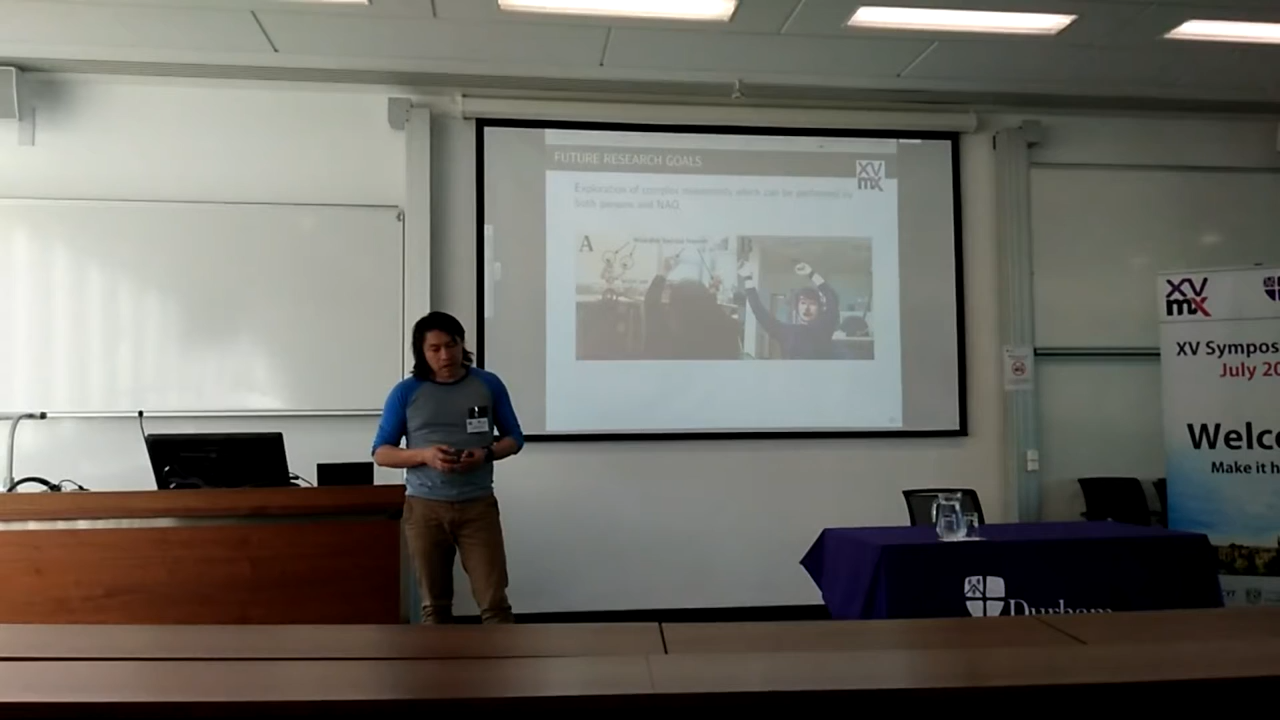 FUTURE RESEARCH GOALS
XV
mx
Exploration of complex movements which can be performed by
both persons and NAO
A
XV
mx
XV Sympos
July 20
Welc
Make it h
Durham